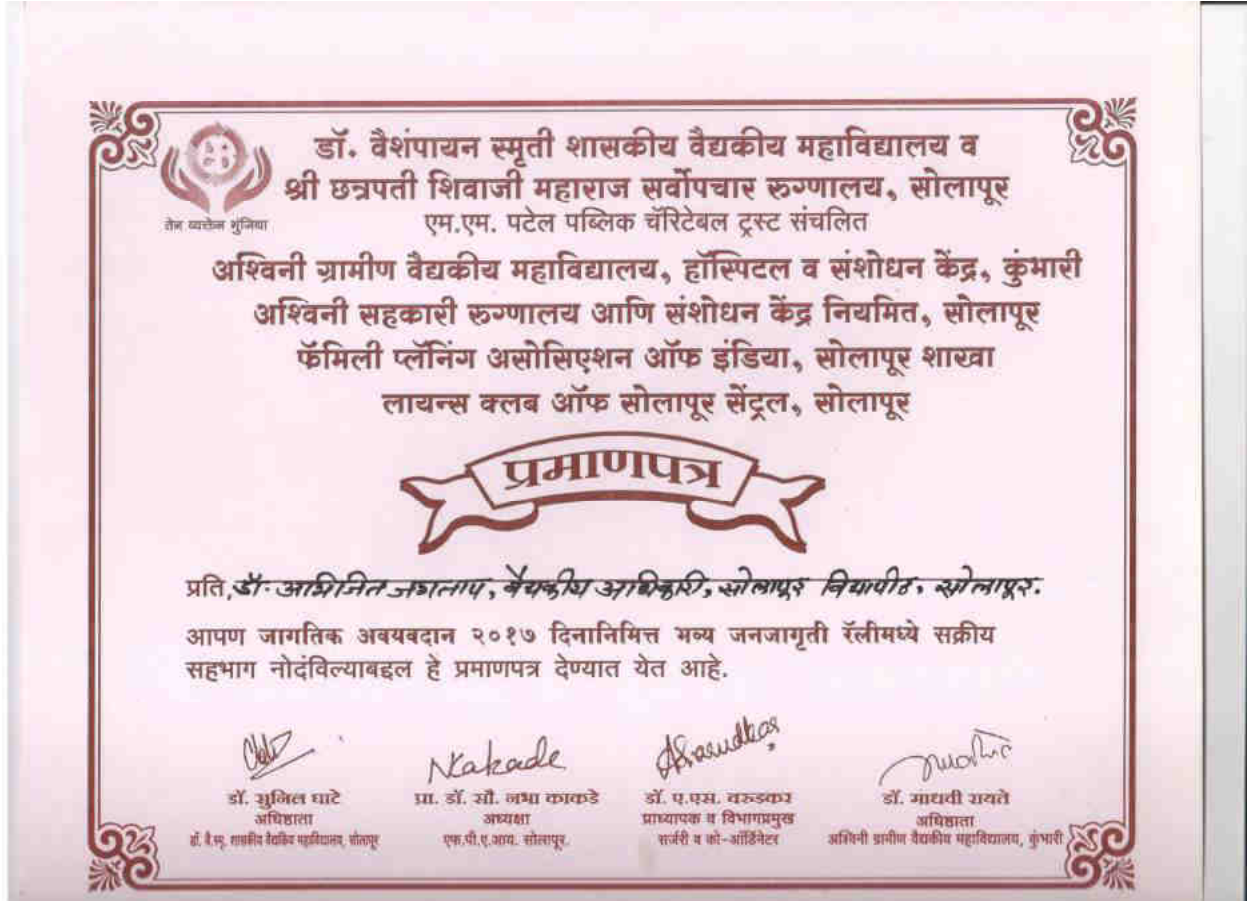 डॉ. वैशंपायन स्मृती शासकीय वैद्यकीय महाविद्यालय व
श्री छत्रपती शिवाजी महाराज सर्वोपचार रुग्णालय, सोलापूर
तेन त्यक्तेन भुंजिथा
एम.एम. पटेल पब्लिक चॅरिटेबल ट्रस्ट संचलित
अश्विनी ग्रामीण वैद्यकीय महाविद्यालय, हॉस्पिटल व संशोधन केंद्र, कुंभारी
अश्विनी सहकारी रुग्णालय आणि संशोधन केंद्र नियमित, सोलापूर
फॅमिली प्लॅनिंग असोसिएशन ऑफ इंडिया, सोलापूर शाखा
लायन्स क्लब ऑफ सोलापूर सेंट्रल, सोलापूर
प्रमाणपत्र
प्रति, डॉ. अभिजित जगताप, वैद्यकीय अधिकारी, सोलापूर विद्यापीठ, सोलापूर.
आपण जागतिक अवयवदान २०१७ दिनानिमित्त भव्य जनजागृती रॅलीमध्ये सक्रीय
सहभाग नोदंविल्याबद्दल हे प्रमाणपत्र देण्यात येत आहे.
Nkakade
डॉ. सुनिल घाटे
अधिष्ठाता
डॉ. वै.स्मृ. शासकीय वैद्यकिय महाविद्यालय, सोलापूर
प्रा. डॉ. सौ. नभा काकडे
अध्यक्षा
एफ.पी.ए.आय. सोलापूर.
डॉ. ए.एस. वरुडकर
प्राध्यापक व विभागप्रमुख
सर्जरी व को-ऑर्डिनेटर
डॉ. माधवी रायते
अधिष्ठाता
अश्विनी ग्रामीण वैद्यकीय महाविद्यालय, कुंभारी